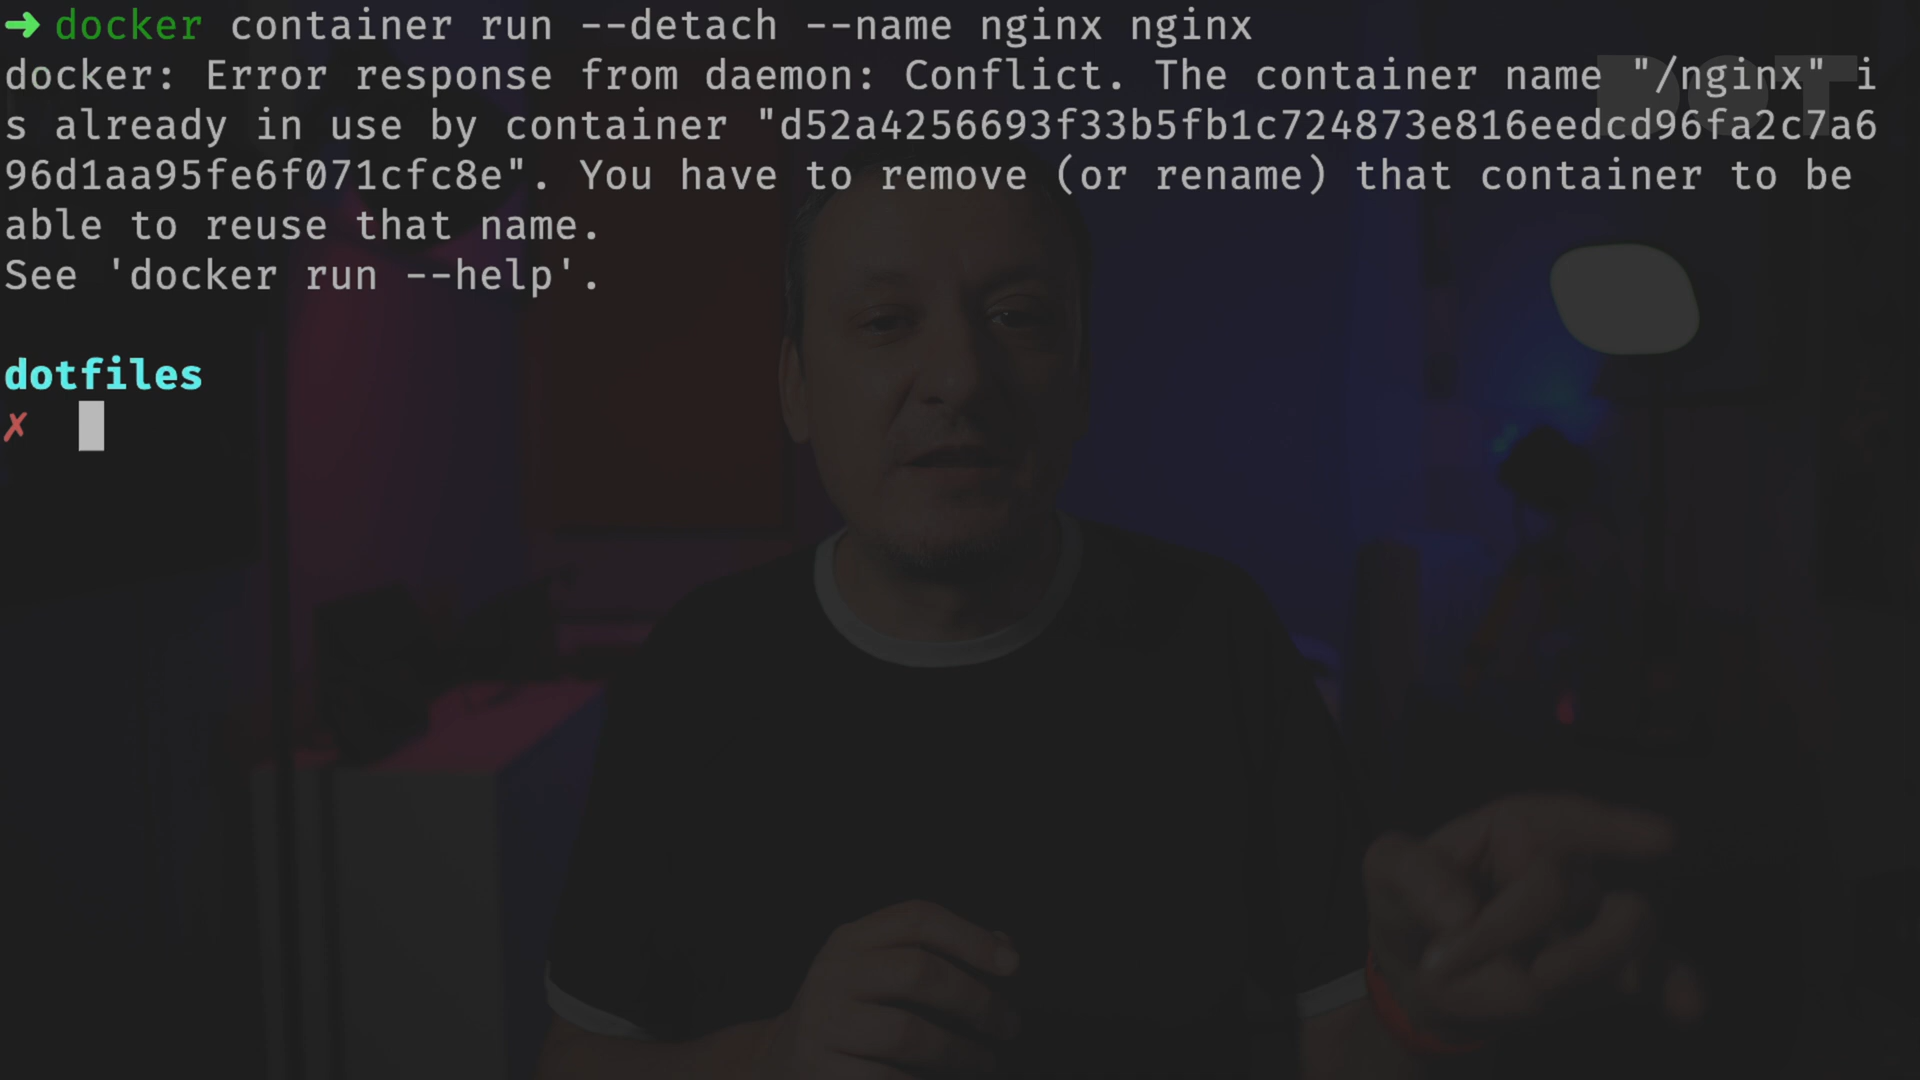 ➜ docker container run --detach --name nginx nginx
docker: Error response from daemon: Conflict. The container name "/nginx" i
s already in use by container "d52a4256693f33b5fb1c724873e816eedcd96fa2c7a6
96d1aa95fe6f071cfc8e". You have to remove (or rename) that container to be
able to reuse that name.
See 'docker run --help'.
dotfiles
✗
DOT